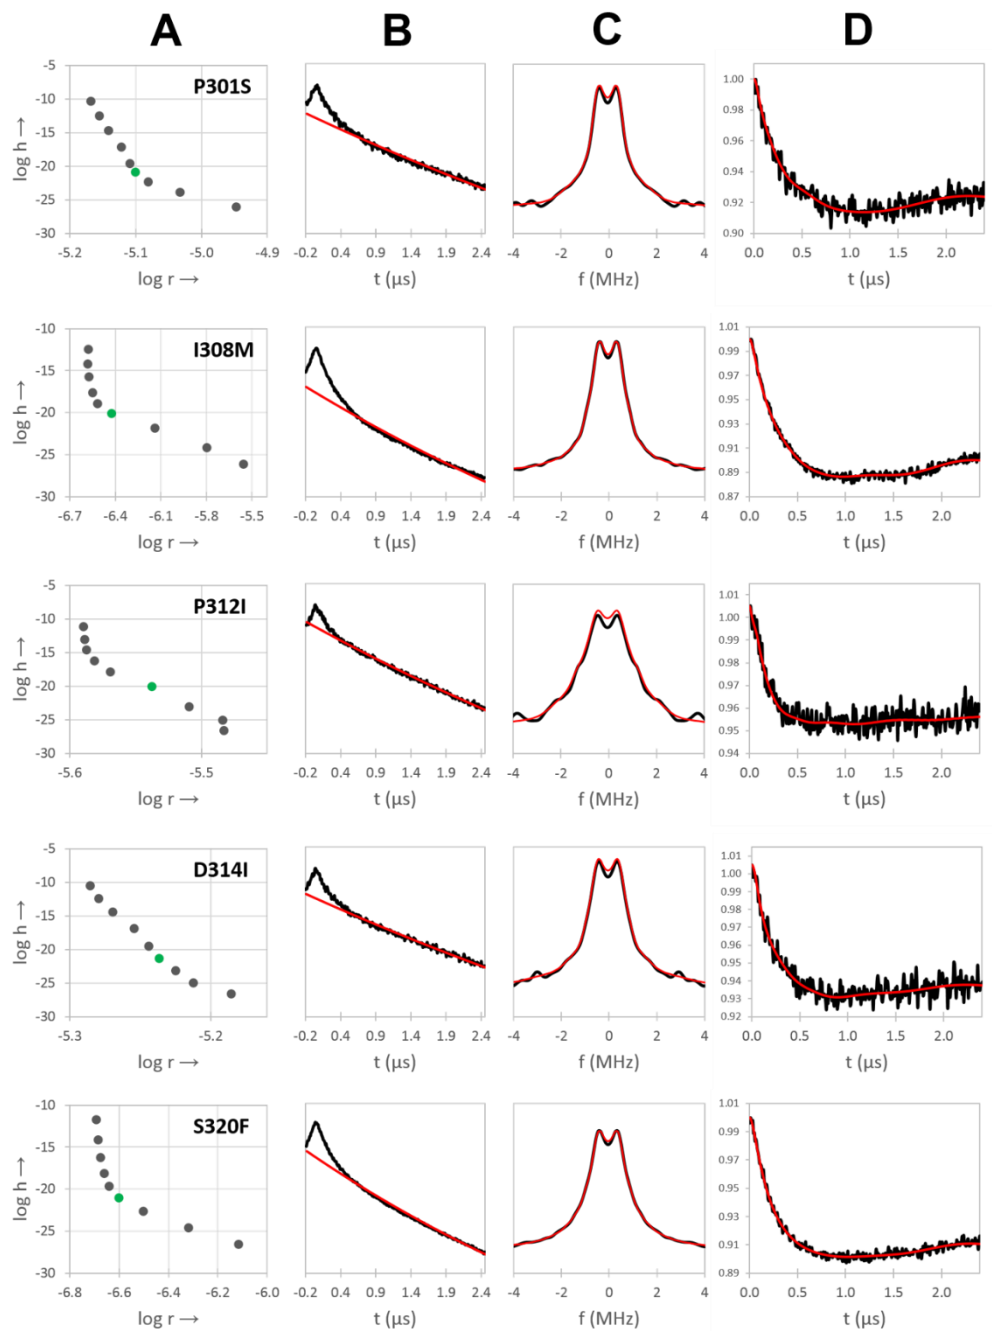 A B C D
P301S
-5
-10
-15
-20
-25
-30
log h →
-5.2 -5.1 -5.0 -4.9
log r →
-0.2 0.4 0.9 1.4 1.9 2.4
t (µs)
-4 -2 0 2 4
f (MHz)
1.00
0.98
0.96
0.94
0.92
0.90
0.0 0.5 1.0 1.5 2.0
t (µs)
I308M
-10
-15
-20
-25
-30
log h →
-6.7 -6.4 -6.1 -5.8 -5.5
log r →
-0.2 0.4 0.9 1.4 1.9 2.4
t (µs)
-4 -2 0 2 4
f (MHz)
1.01
0.99
0.97
0.95
0.93
0.91
0.89
0.87
0.0 0.5 1.0 1.5 2.0
t (µs)
P312I
-5
-10
-15
-20
-25
-30
log h →
-5.6 -5.5
log r →
-0.2 0.4 0.9 1.4 1.9 2.4
t (µs)
-4 -2 0 2 4
f (MHz)
1.01
1.00
0.99
0.98
0.97
0.96
0.95
0.94
0.0 0.5 1.0 1.5 2.0
t (µs)
D314I
-5
-10
-15
-20
-25
-30
log h →
-5.3 -5.2
log r →
-0.2 0.4 0.9 1.4 1.9 2.4
t (µs)
-4 -2 0 2 4
f (MHz)
1.01
1.00
0.99
0.98
0.97
0.96
0.95
0.94
0.93
0.92
0.0 0.5 1.0 1.5 2.0
t (µs)
S320F
-10
-15
-20
-25
-30
log h →
-6.8 -6.6 -6.4 -6.2 -6.0
log r →
-0.2 0.4 0.9 1.4 1.9 2.4
t (µs)
-4 -2 0 2 4
f (MHz)
1.01
0.99
0.97
0.95
0.93
0.91
0.89
0.0 0.5 1.0 1.5 2.0
t (µs)